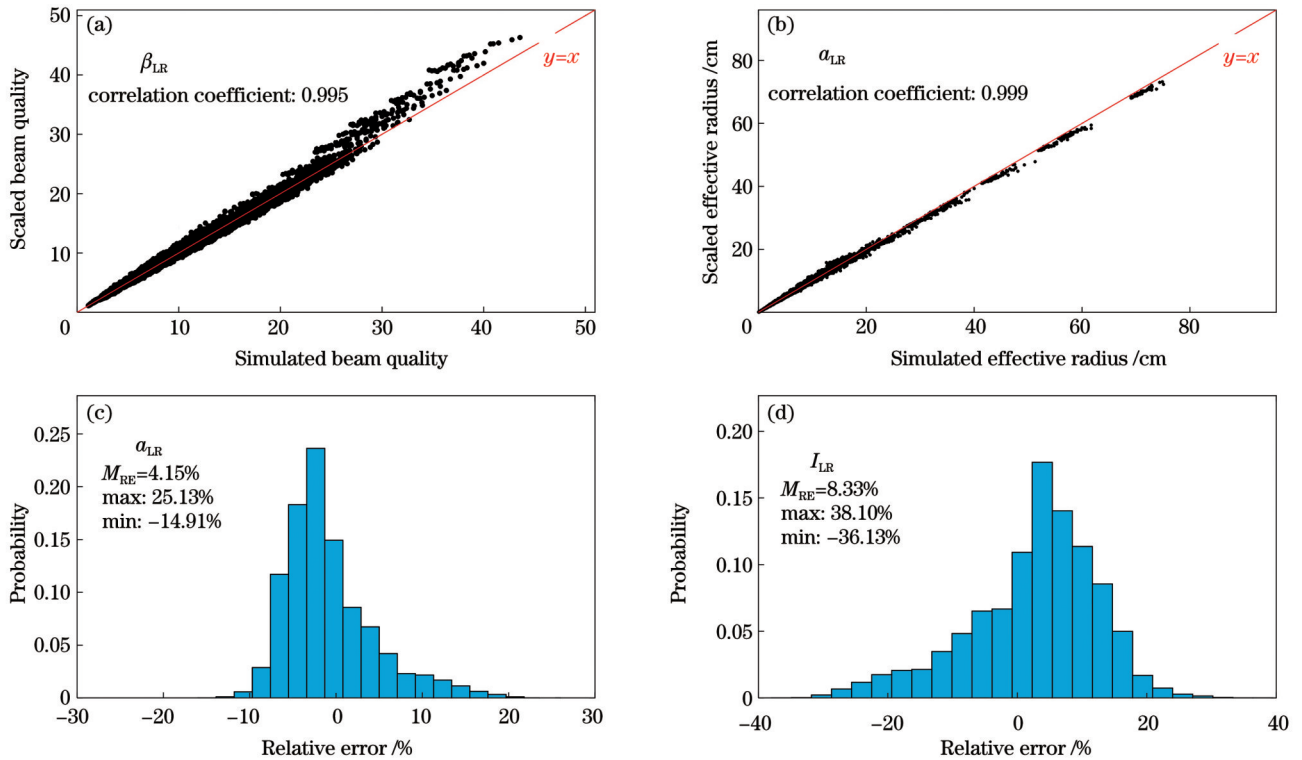 (a)
β_LR
correlation coefficient: 0.995
y=x
50
40
30
20
10
0
10
20
30
40
50
Scaled beam quality
Simulated beam quality
(b)
a_LR
correlation coefficient: 0.999
y=x
80
60
40
20
0
20
40
60
80
Scaled effective radius /cm
Simulated effective radius /cm
(c)
a_LR
M_RE=4.15%
max: 25.13%
min: −14.91%
0.25
0.20
0.15
0.10
0.05
0
−30
−20
−10
0
10
20
30
Probability
Relative error /%
(d)
I_LR
M_RE=8.33%
max: 38.10%
min: −36.13%
0.20
0.15
0.10
0.05
0
−40
−20
0
20
40
Probability
Relative error /%